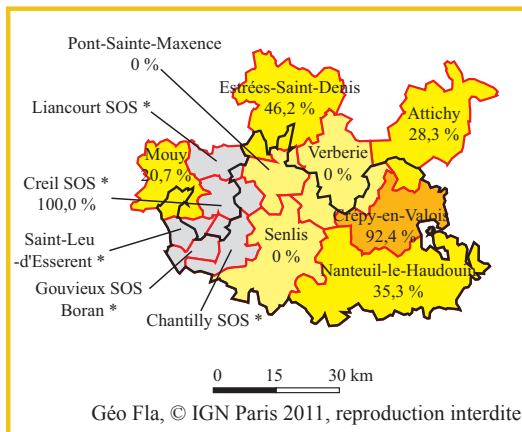 Pont-Sainte-Maxence
0 %
Estrées-Saint-Denis
46,2 %
Liancourt SOS *
Attichy
28,3 %
Verberie
0 %
Mouy
20,7 %
Creil SOS *
100,0 %
Crépy-en-Valois
92,4 %
Saint-Leu
-d'Esserent *
Senlis
0 %
Nanteuil-le-Haudouin
35,3 %
Gouvieux SOS
Boran *
Chantilly SOS *
0 15 30 km
Géo Fla, © IGN Paris 2011, reproduction interdite